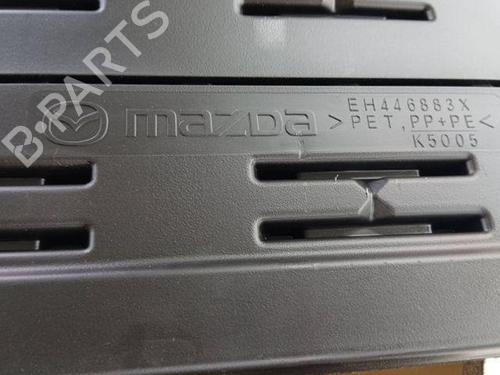 B-PARTS
mazda
EH446883X
>PET,PP+PE<
K5005